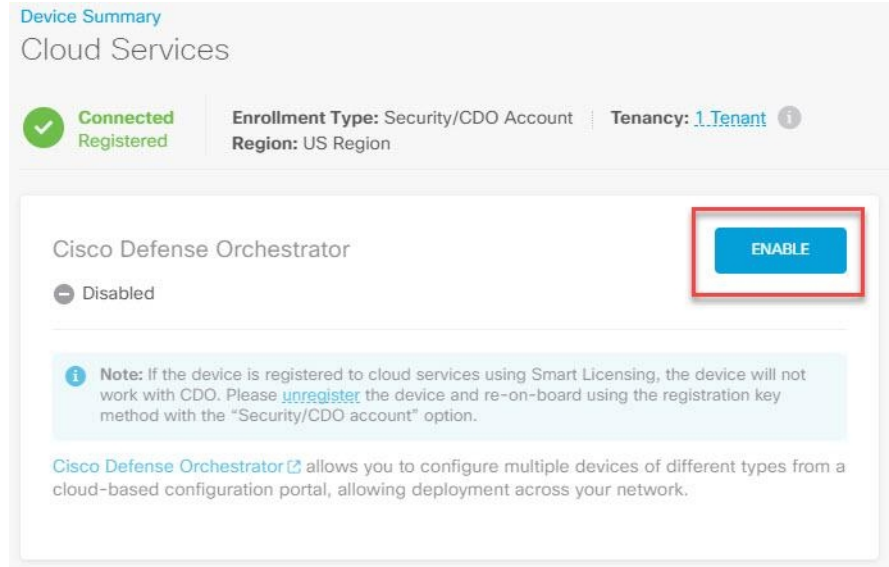 Device Summary
Cloud Services
Connected
Registered
Enrollment Type: Security/CDO Account
Tenancy: 1 Tenant
Region: US Region
Cisco Defense Orchestrator
ENABLE
Disabled
Note: If the device is registered to cloud services using Smart Licensing, the device will not
work with CDO. Please unregister the device and re-on-board using the registration key
method with the “Security/CDO account” option.
Cisco Defense Orchestrator allows you to configure multiple devices of different types from a
cloud-based configuration portal, allowing deployment across your network.